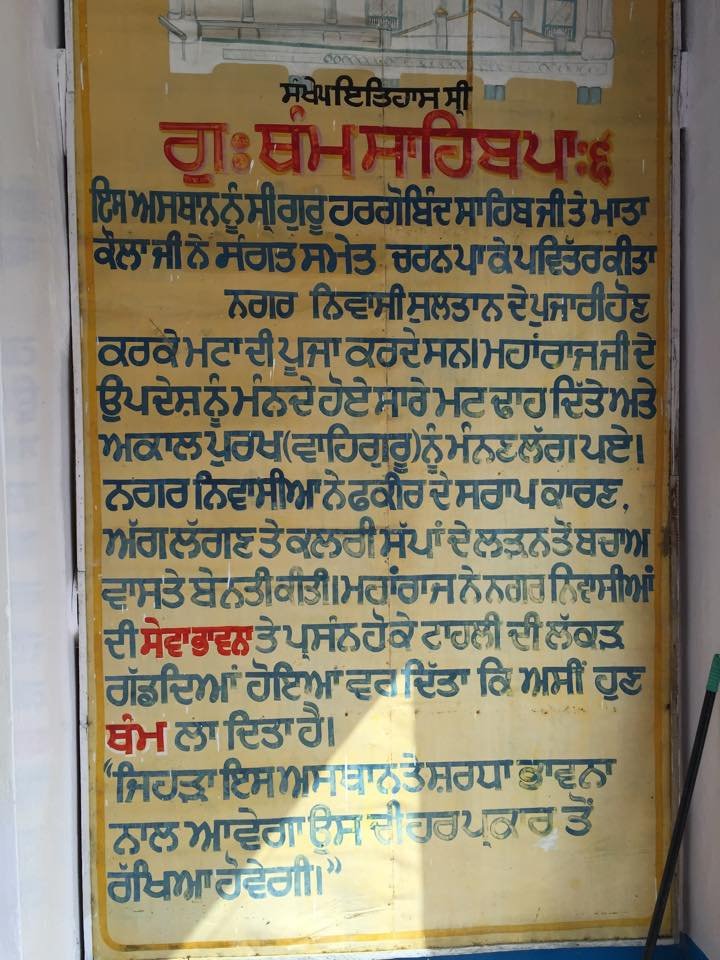 ਸੰਖੇਪ ਇਤਿਹਾਸ ਸ੍ਰੀ
ਗੁ: ਥੰਮ ਸਾਹਿਬ ਪਾ: ੬
ਇਸ ਅਸਥਾਨ ਨੂੰ ਸ੍ਰੀ ਗੁਰੂ ਹਰਗੋਬਿੰਦ ਸਾਹਿਬ ਜੀ ਤੇ ਮਾਤਾ
ਕੌਲਾ ਜੀ ਨੇ ਸੰਗਤ ਸਮੇਤ ਚਰਨ ਪਾ ਕੇ ਪਵਿੱਤਰ ਕੀਤਾ
ਨਗਰ ਨਿਵਾਸੀ ਸੁਲਤਾਨ ਦੇ ਪੁਜਾਰੀ ਹੋਣ
ਕਰਕੇ ਮਟਾ ਦੀ ਪੂਜਾ ਕਰਦੇ ਸਨ। ਮਹਾਂਰਾਜ ਜੀ ਦੇ
ਉਪਦੇਸ਼ ਨੂੰ ਮੰਨਦੇ ਹੋਏ ਸਾਰੇ ਮਟ ਢਾਹ ਦਿੱਤੇ ਅਤੇ
ਅਕਾਲ ਪੁਰਖ (ਵਾਹਿਗੁਰੂ) ਨੂੰ ਮੰਨਣ ਲੱਗ ਪਏ।
ਨਗਰ ਨਿਵਾਸੀਆ ਨੇ ਫਕੀਰ ਦੇ ਸਰਾਪ ਕਾਰਣ,
ਅੱਗ ਲੱਗਣ ਤੇ ਕਲਰੀ ਸੱਪਾਂ ਦੇ ਲੜਨ ਤੋਂ ਬਚਾਅ
ਵਾਸਤੇ ਬੇਨਤੀ ਕੀਤੀ। ਮਹਾਂਰਾਜ ਨੇ ਨਗਰ ਨਿਵਾਸੀਆਂ
ਦੀ ਸੇਵਾ ਭਾਵਨਾ ਤੇ ਪ੍ਰਸੰਨ ਹੋਕੇ ਟਾਹਲੀ ਦੀ ਲੱਕੜ
ਗੱਛਦਿਆਂ ਹੋਇਆਂ ਵਰ ਦਿੱਤਾ ਕਿ ਅਸੀਂ ਹੁਣ
ਥੰਮ ਲਾ ਦਿਤਾ ਹੈ।
“ਜਿਹੜਾ ਇਸ ਅਸਥਾਨ ਤੇ ਸ਼ਰਧਾ ਭਾਵਨਾ
ਨਾਲ ਆਵੇਗਾ ਉਸ ਦੀ ਹਰ ਪ੍ਰਕਾਰ ਤੋਂ
ਰੱਖਿਆ ਹੋਵੇਗੀ।”